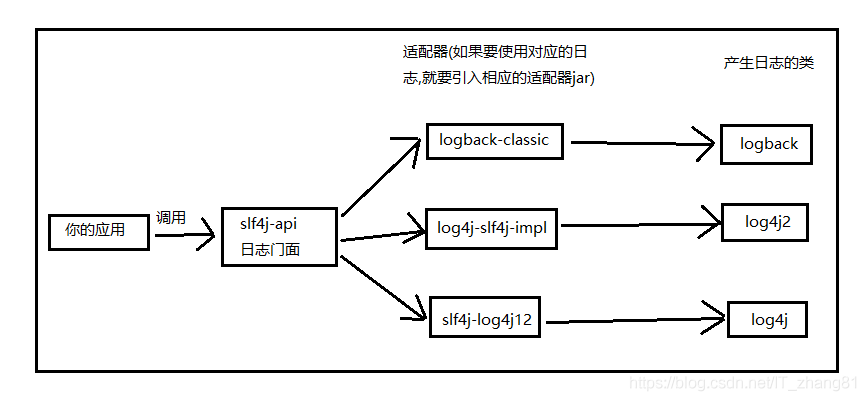 适配器(如果要使用对应的日
志,就要引入相应的适配器jar)
产生日志的类
logback-classic
logback
你的应用
调用
slf4j-api
日志门面
log4j-slf4j-impl
log4j2
slf4j-log4j12
log4j
https://blog.csdn.net/IT_zhang81